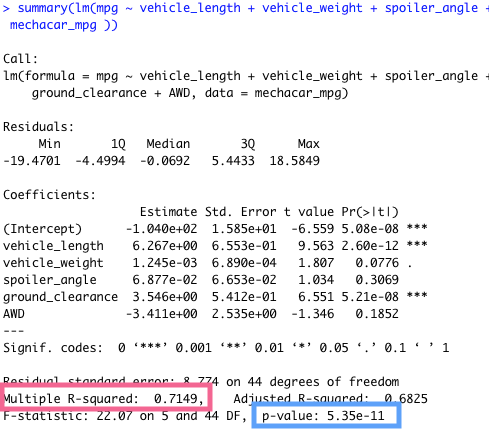 > summary(lm(mpg ~ vehicle_length + vehicle_weight + spoiler_angle +
mechacar_mpg ))
Call:
lm(formula = mpg ~ vehicle_length + vehicle_weight + spoiler_angle +
    ground_clearance + AWD, data = mechacar_mpg)
Residuals:
     Min       1Q   Median       3Q      Max
-19.4701  -4.4994  -0.0692   5.4433  18.5849
Coefficients:
                   Estimate Std. Error t value Pr(>|t|)
(Intercept)      -1.040e+02  1.585e+01  -6.559 5.08e-08 ***
vehicle_length    6.267e+00  6.553e-01   9.563 2.60e-12 ***
vehicle_weight    1.245e-03  6.890e-04   1.807   0.0776 .
spoiler_angle     6.877e-02  6.653e-02   1.034   0.3069
ground_clearance  3.546e+00  5.412e-01   6.551 5.21e-08 ***
AWD              -3.411e+00  2.535e+00  -1.346   0.1852
---
Signif. codes:  0 ‘***’ 0.001 ‘**’ 0.01 ‘*’ 0.05 ‘.’ 0.1 ‘ ’ 1
Residual standard error: 8.774 on 44 degrees of freedom
Multiple R-squared:  0.7149,    Adjusted R-squared:  0.6825
F-statistic: 22.07 on 5 and 44 DF,  p-value: 5.35e-11